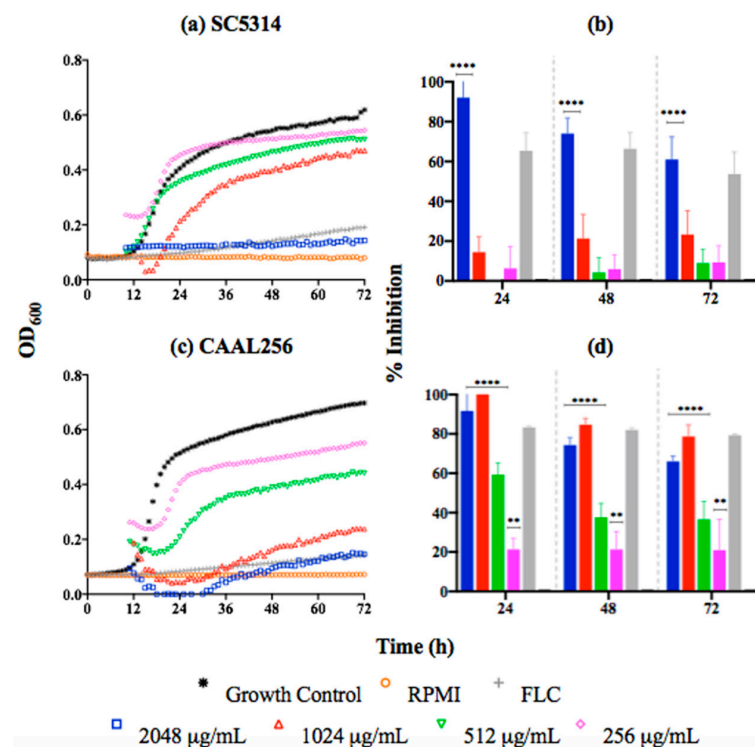 (a) SC5314
(b)
0.8
0.6
0.4
0.2
0.0
0 12 24 36 48 60 72
100
80
60
40
20
0
**** **** ****
24 48 72
OD600
% Inhibition
(c) CAAL256
(d)
0.8
0.6
0.4
0.2
0.0
0 12 24 36 48 60 72
100
80
60
40
20
0
**** **** ****
** ** **
24 48 72
Time (h)
Growth Control RPMI FLC
2048 µg/mL 1024 µg/mL 512 µg/mL 256 µg/mL